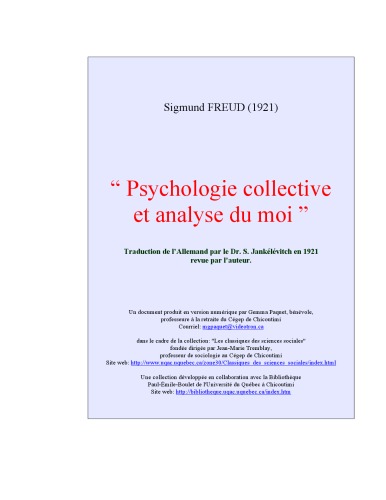 Sigmund FREUD (1921)
“ Psychologie collective
et analyse du moi ”
Traduction de l’Allemand par le Dr. S. Jankélévitch en 1921
revue par l’auteur.
Un document produit en version numérique par Gemma Paquet, bénévole,
professeure à la retraite du Cégep de Chicoutimi
Courriel: mgpaquet@videotron.ca
dans le cadre de la collection: "Les classiques des sciences sociales"
fondée dirigée par Jean-Marie Tremblay,
professeur de sociologie au Cégep de Chicoutimi
Site web: http://www.uqac.uquebec.ca/zone30/Classiques_des_sciences_sociales/index.html
Une collection développée en collaboration avec la Bibliothèque
Paul-Émile-Boulet de l'Université du Québec à Chicoutimi
Site web: http://bibliotheque.uqac.uquebec.ca/index.htm